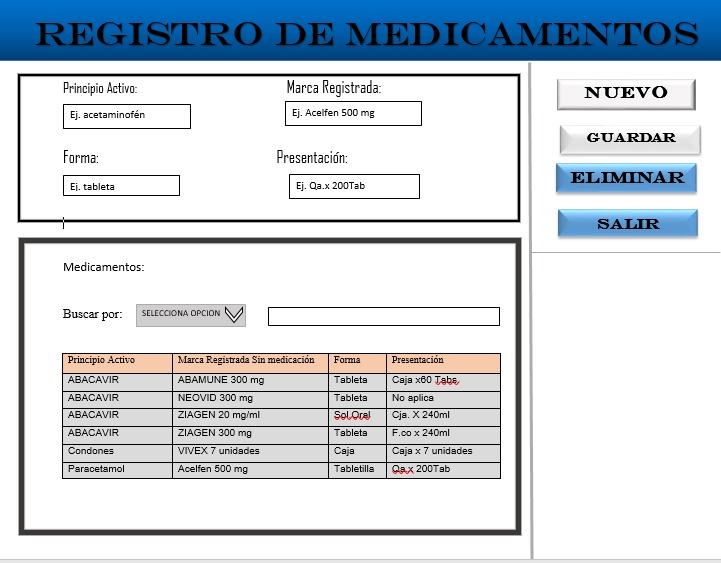 REGISTRO DE MEDICAMENTOS
Principio Activo:
Marca Registrada:
Ej. acetaminofén
Ej. Acelfen 500 mg
Forma:
Presentación:
Ej. tableta
Ej. Qa.x 200Tab
NUEVO
GUARDAR
ELIMINAR
SALIR
Medicamentos:
Buscar por: SELECCIONA OPCION
Principio Activo Marca Registrada Sin medicación Forma Presentación
ABACAVIR ABAMUNE 300 mg Tableta Caja x60 Tabs.
ABACAVIR NEOVID 300 mg Tableta No aplica
ABACAVIR ZIAGEN 20 mg/ml Sol.Oral Cja. X 240ml
ABACAVIR ZIAGEN 300 mg Tableta F.co x 240ml
Condones VIVEX 7 unidades Caja Caja x 7 unidades
Paracetamol Acelfen 500 mg Tabletilla Qa.x 200Tab